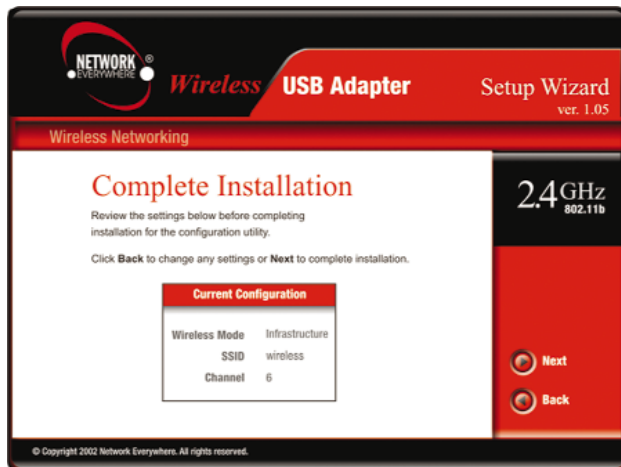 NETWORK ®
EVERYWHERE
Wireless USB Adapter
Setup Wizard
ver. 1.05
Wireless Networking
Complete Installation
Review the settings below before completing
installation for the configuration utility.
Click Back to change any settings or Next to complete installation.
Current Configuration
Wireless Mode Infrastructure
SSID wireless
Channel 6
2.4 GHz
802.11b
Next
Back
© Copyright 2002 Network Everywhere. All rights reserved.